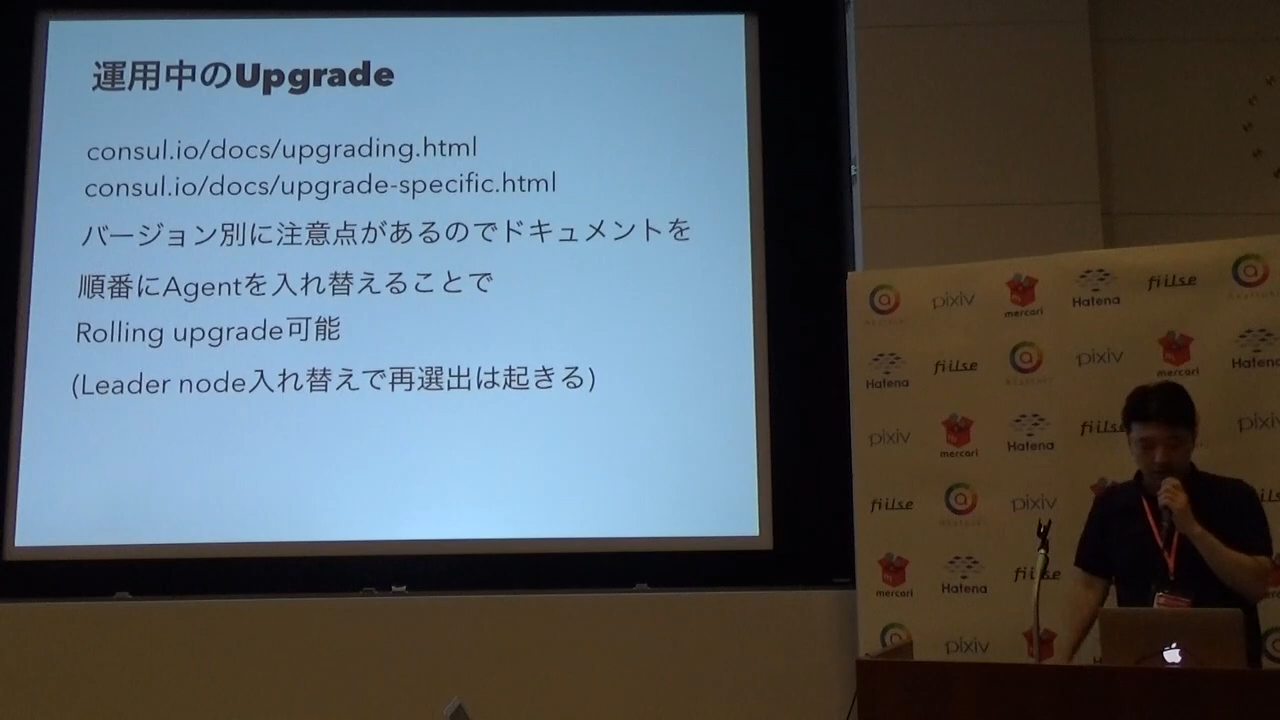 運用中のUpgrade
consul.io/docs/upgrading.html
consul.io/docs/upgrade-specific.html
バージョン別に注意点があるのでドキュメントを
順番にAgentを入れ替えることで
Rolling upgrade可能
(Leader node入れ替えで再選出は起きる)
pixiv
mercari
Hatena
fiilse
Hatena
fiilse
pixiv
mercari
Hatena
pixiv
mercari
Hatena
fiilse
pixiv
fiilse
pixiv
mercari
Hatena
fiilse
pixiv